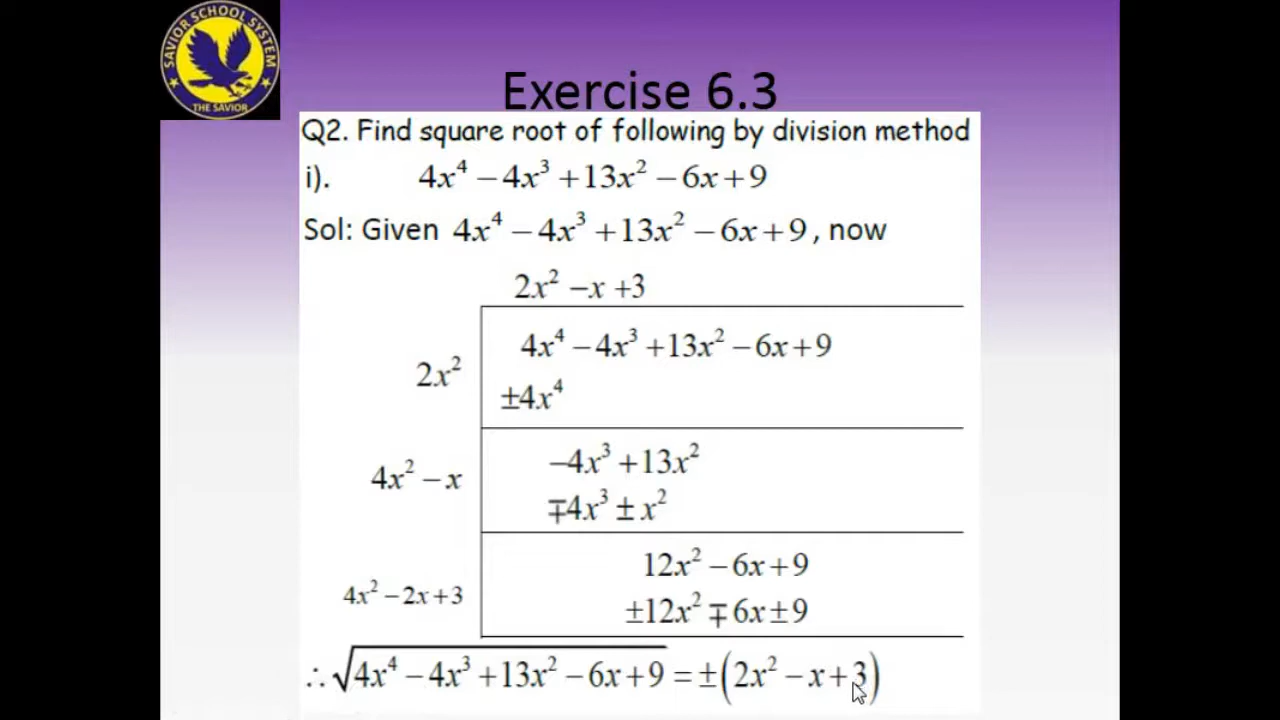 SAVIOR SCHOOL SYSTEM
THE SAVIOR
Exercise 6.3
Q2. Find square root of following by division method
i). 4x⁴ − 4x³ + 13x² − 6x + 9
Sol: Given 4x⁴ − 4x³ + 13x² − 6x + 9 , now
2x² − x + 3
4x⁴ − 4x³ + 13x² − 6x + 9
2x²
±4x⁴
−4x³ + 13x²
4x² − x
∓4x³ ± x²
12x² − 6x + 9
4x² − 2x + 3
±12x² ∓ 6x ± 9
∴ √(4x⁴ − 4x³ + 13x² − 6x + 9) = ±(2x² − x + 3)